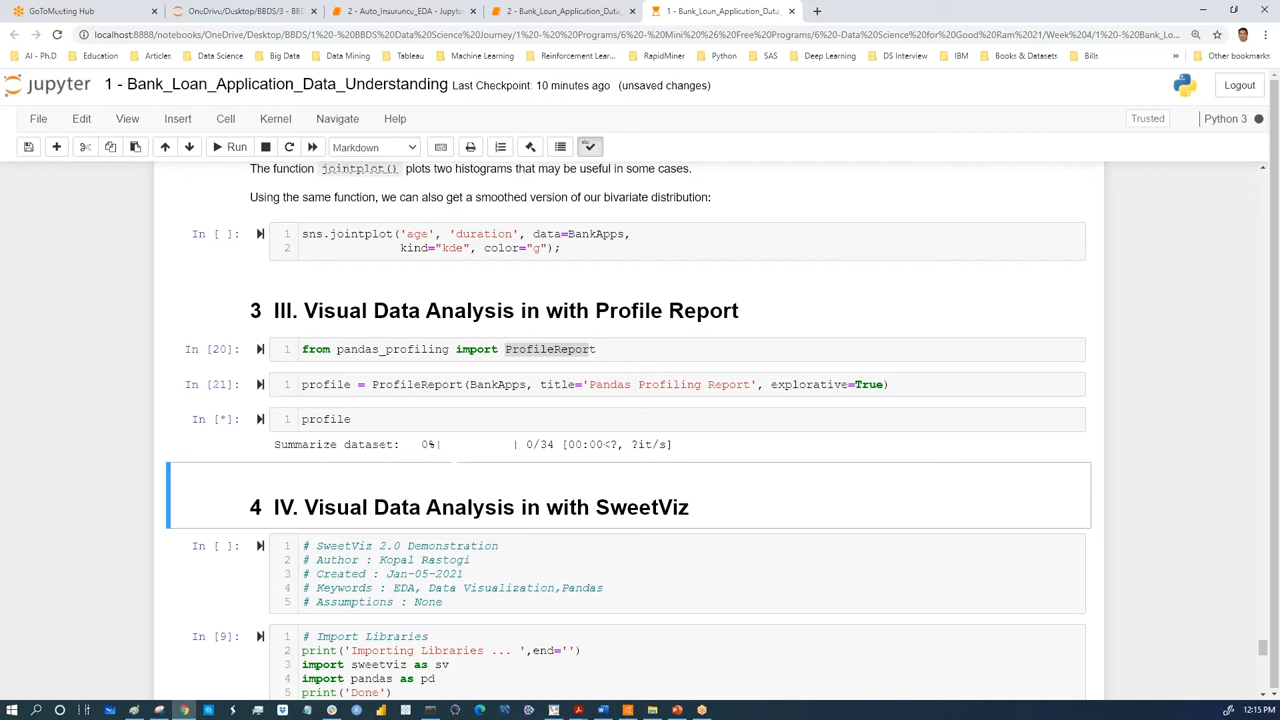 GoToMeeting Hub
OneDrive/Desktop/BBDS/3 - BBDS
2 - Auto_Insuruncu_EDA - Jupyter
2 - Bank_Loan_Application_Data_
1 - Bank_Loan_Application_Data_
localhost:8888/notebooks/OneDrive/Desktop/BBDS/1%20-%20BBDS%20Data%20Science%20Journey/1%20-%20%20Programs/6%20-%20Mini%20%26%20Free%20Programs/6-%20Data%20Science%20for%20Good%20Ram%2021/Week%204/1%20-%20Bank%20_Lo...
AI - Ph.D
Education
Articles
Data Science
Big Data
Data Mining
Tableau
Machine Learning
Reinforcement Lear...
RapidMiner
Python
SAS
Deep Learning
DS Interview
IBM
Books & Datasets
Bills
Other bookmarks
jupyter 1 - Bank_Loan_Application_Data_Understanding Last Checkpoint: 10 minutes ago (unsaved changes)
Logout
File Edit View Insert Cell Kernel Navigate Help
Trusted
Python 3
Run
Markdown
The function jointplot() plots two histograms that may be useful in some cases.
Using the same function, we can also get a smoothed version of our bivariate distribution:
In [ ]:
1 sns.jointplot('age', 'duration', data=BankApps,
2 kind="kde", color="g");
3 III. Visual Data Analysis in with Profile Report
In [20]:
1 from pandas_profiling import ProfileReport
In [21]:
1 profile = ProfileReport(BankApps, title='Pandas Profiling Report', explorative=True)
In [*]:
1 profile
Summarize dataset: 0%| | 0/34 [00:00<?, ?it/s]
4 IV. Visual Data Analysis in with SweetViz
In [ ]:
1 # SweetViz 2.0 Demonstration
2 # Author : Kopal Rastogi
3 # Created : Jan-05-2021
4 # Keywords : EDA, Data Visualization,Pandas
5 # Assumptions : None
In [9]:
1 # Import Libraries
2 print('Importing Libraries ... ',end='')
3 import sweetviz as sv
4 import pandas as pd
5 print('Done')
12:15 PM